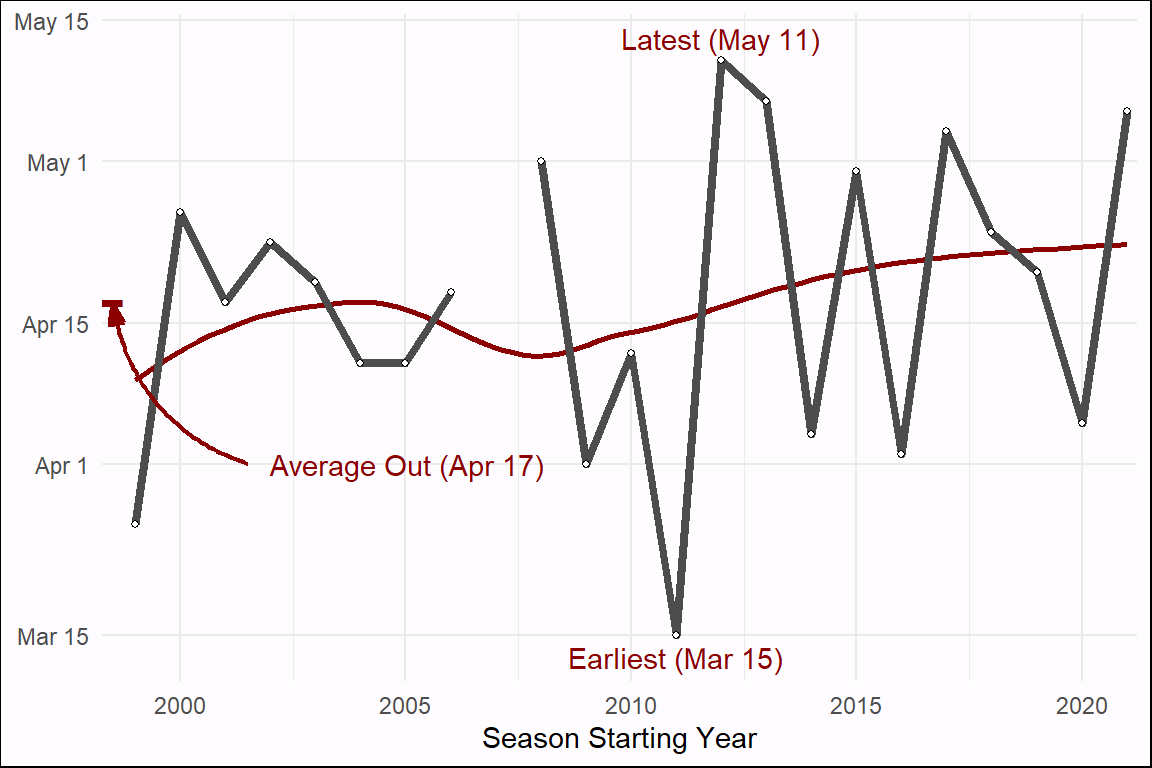 May 15
Latest (May 11)
May 1
Apr 15
Apr 1
Average Out (Apr 17)
Mar 15
Earliest (Mar 15)
2000 2005 2010 2015 2020
Season Starting Year